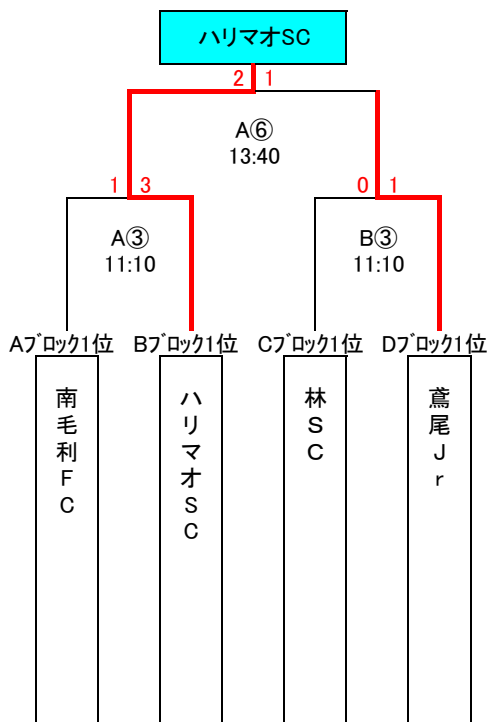 ハリマオSC
2 1
A⑥
13:40
1 3
0 1
A③
11:10
B③
11:10
Aブロック1位
Bブロック1位
Cブロック1位
Dブロック1位
南毛利FC
ハリマオSC
林SC
鳶尾Jr